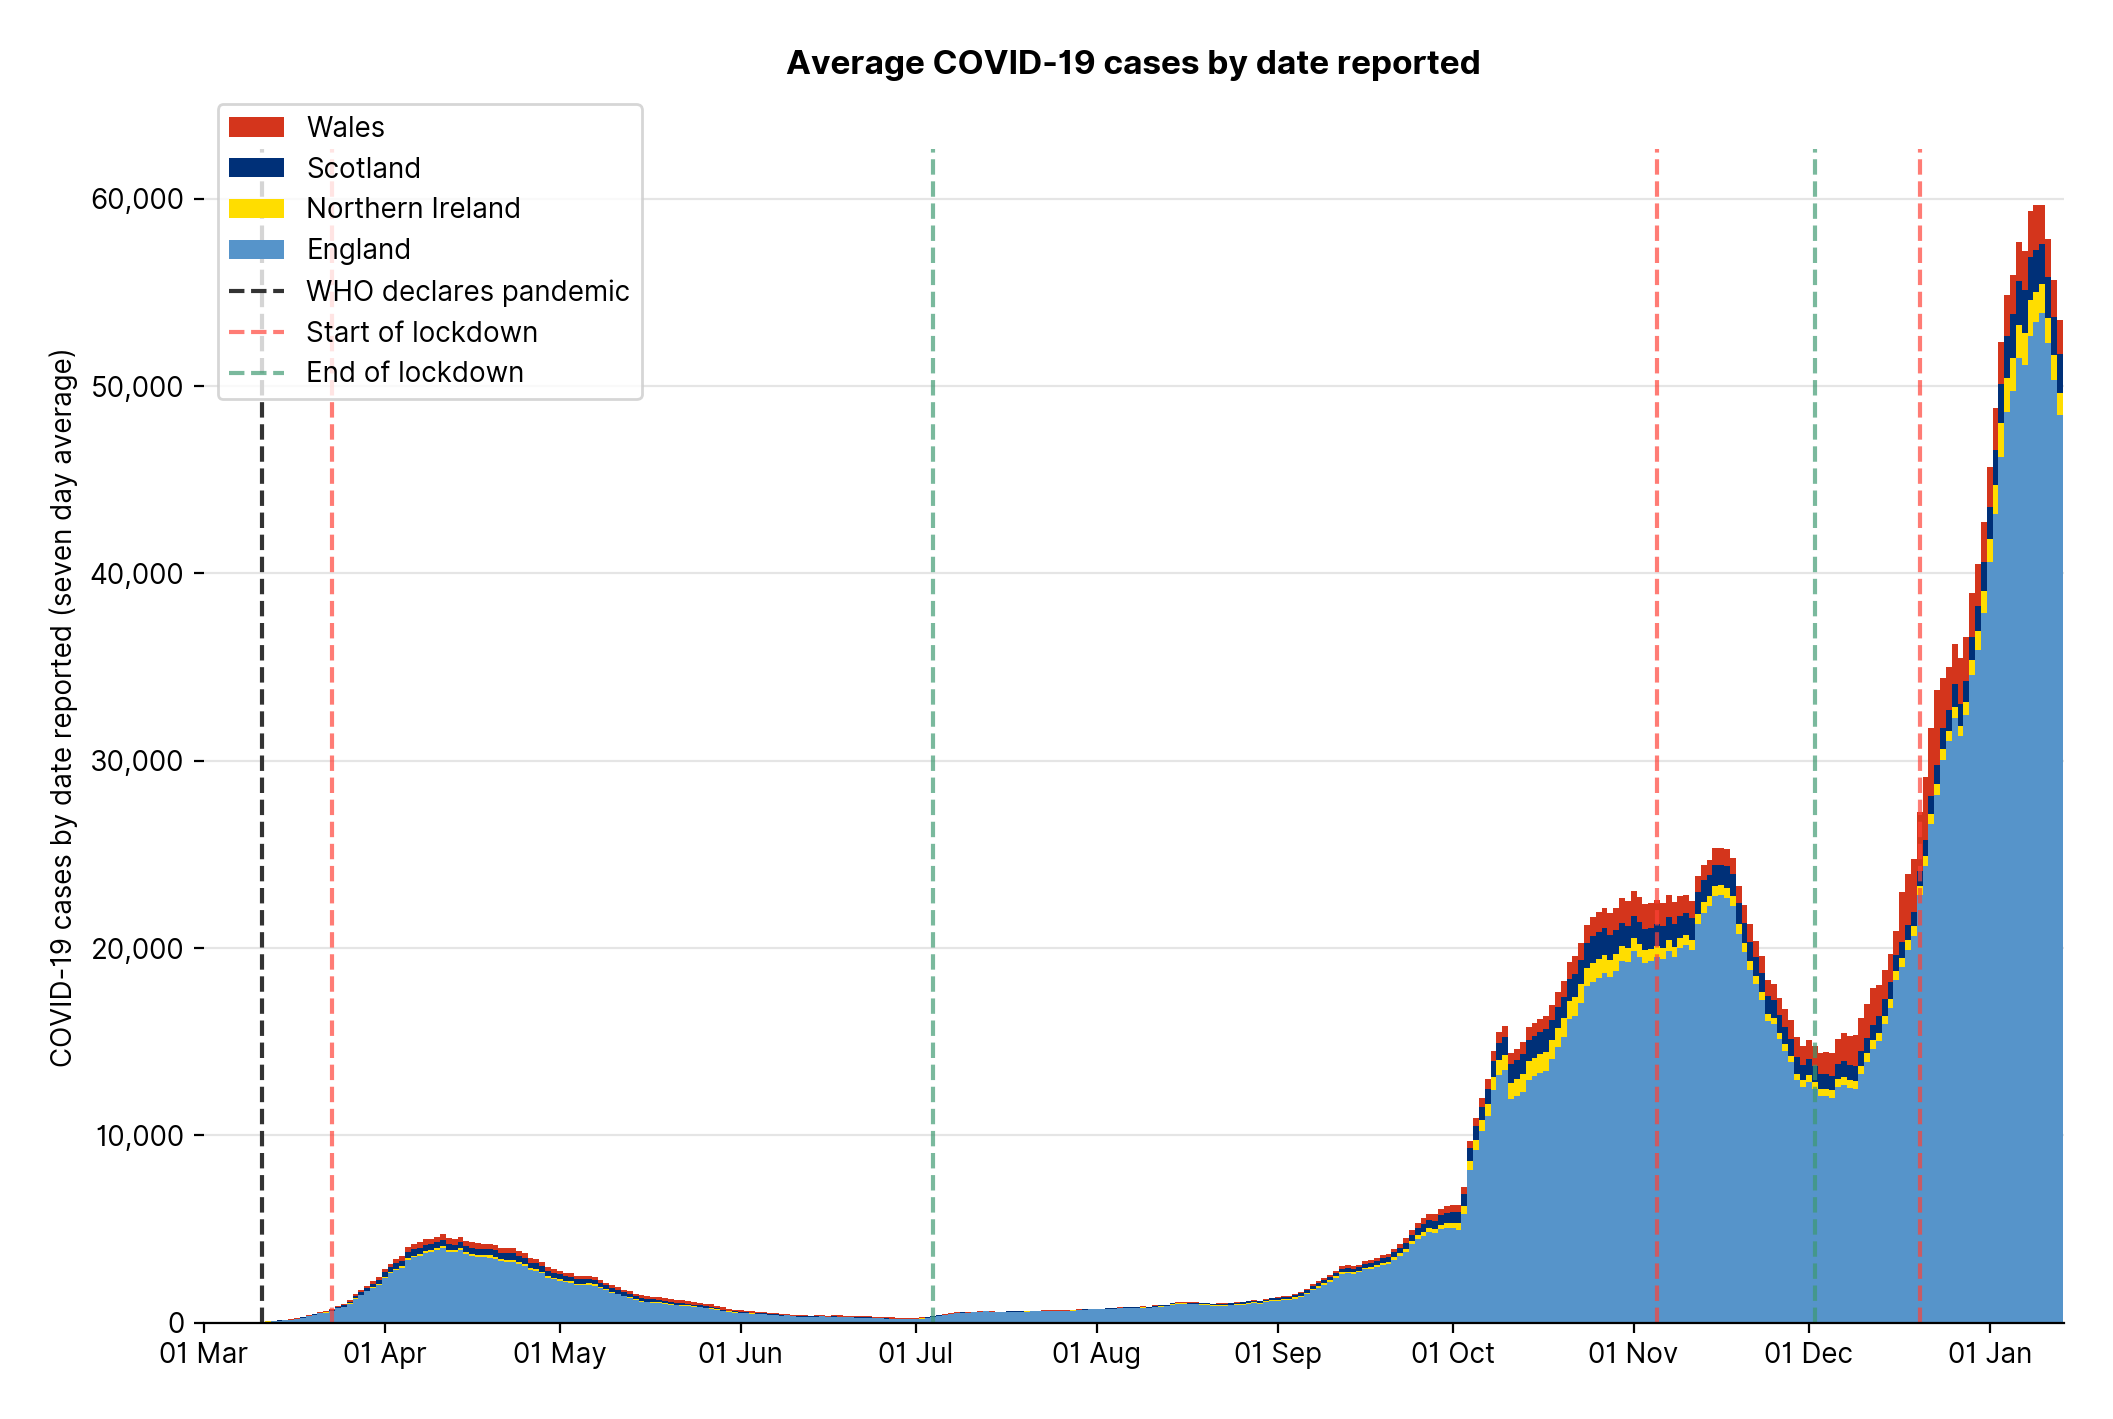 Average COVID-19 cases by date reported
Wales
Scotland
Northern Ireland
England
WHO declares pandemic
Start of lockdown
End of lockdown
COVID-19 cases by date reported (seven day average)
60,000
50,000
40,000
30,000
20,000
10,000
0
01 Mar 01 Apr 01 May 01 Jun 01 Jul 01 Aug 01 Sep 01 Oct 01 Nov 01 Dec 01 Jan